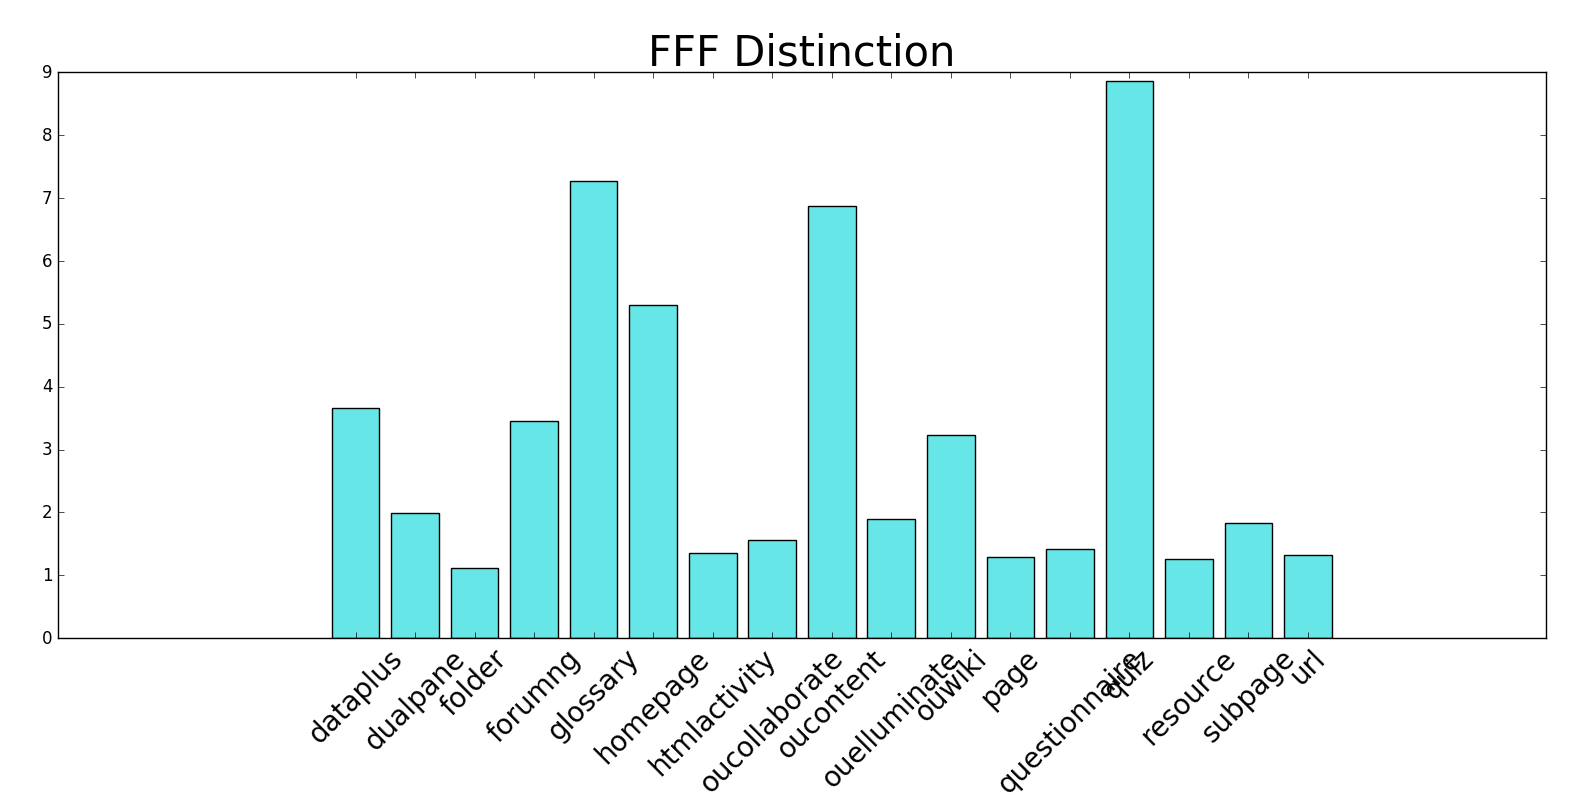 FFF Distinction
9
8
7
6
5
4
3
2
1
0
dataplus
dualpane
folder
forumng
glossary
homepage
htmlactivity
oucollaborate
oucontent
ouelluminate
ouwiki
page
questionnaire
quiz
resource
subpage
url